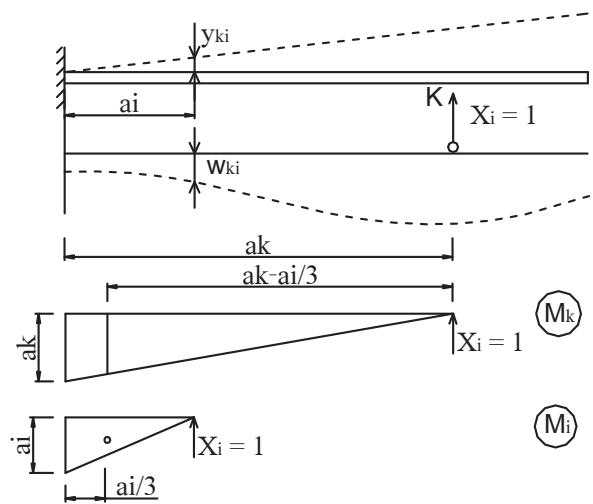 yki
ai
K
Xi = 1
wki
ak
ak-ai/3
ak
Xi = 1
Mk
ai
Xi = 1
Mi
ai/3